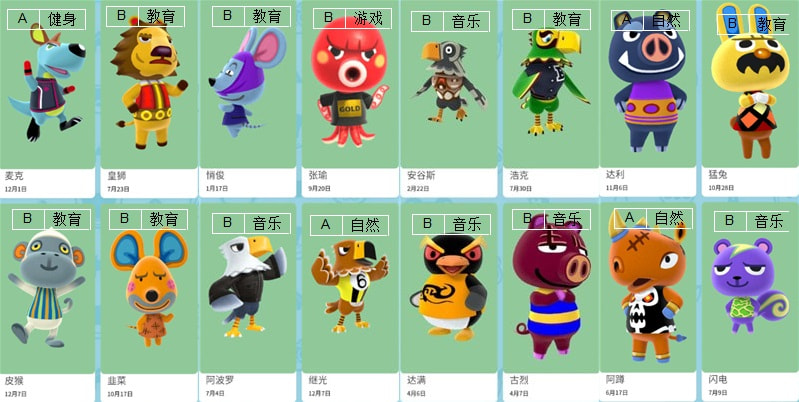 A 健身
B 教育
B 教育
B 游戏
B 音乐
B 教育
A 自然
B 教育
GOLD
麦克
12月1日
皇狮
7月23日
悄俊
1月17日
张瑜
9月20日
安谷斯
2月22日
浩克
7月30日
达利
11月6日
猛兔
10月28日
B 教育
B 教育
B 音乐
A 自然
B 音乐
B 音乐
A 自然
B 音乐
6
皮猴
12月7日
韭菜
10月17日
阿波罗
7月4日
继光
12月7日
达满
4月6日
古烈
4月7日
阿蹲
6月17日
闪电
7月9日